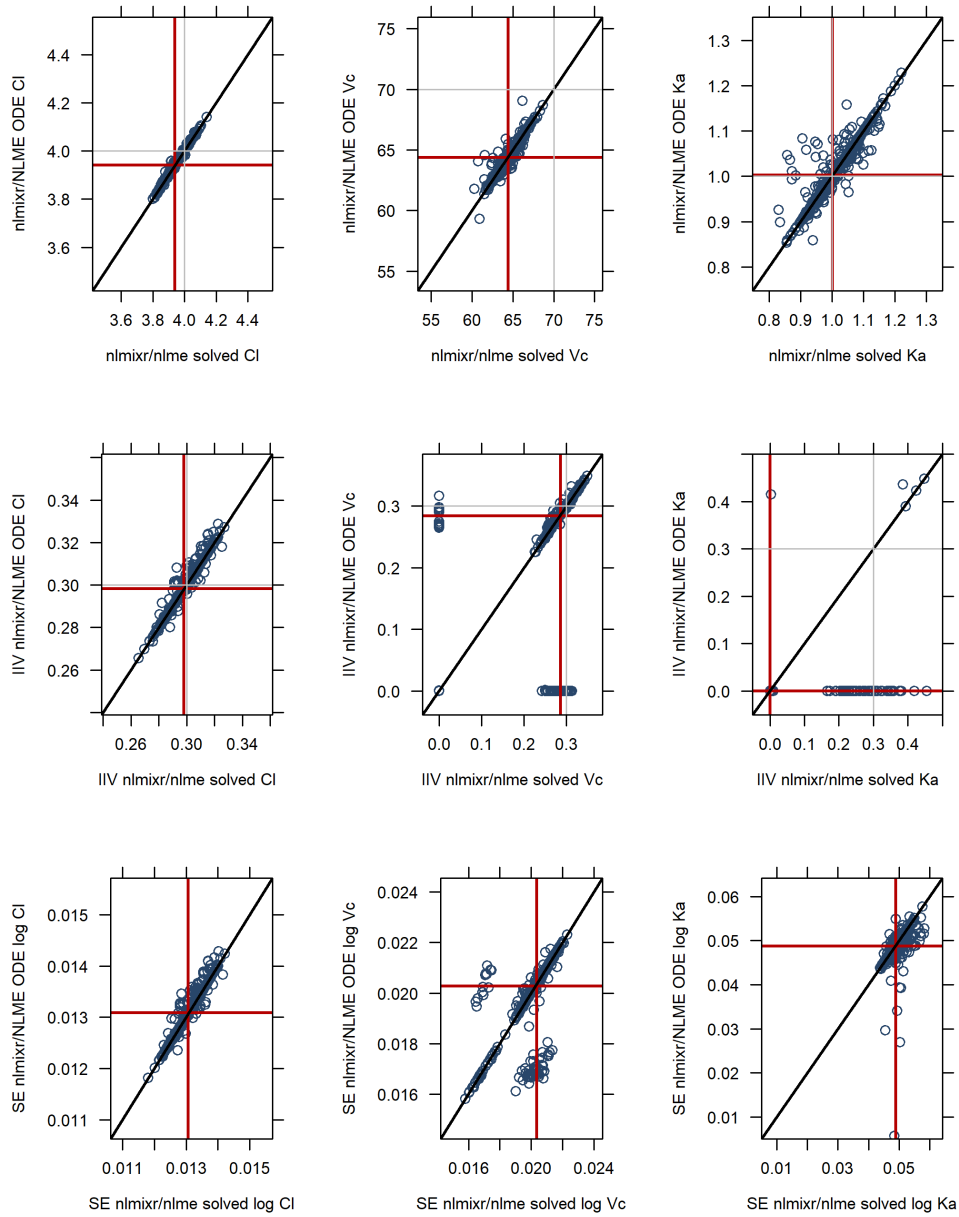 nlmixr/NLME ODE Cl
4.4
4.2
4.0
3.8
3.6
3.6 3.8 4.0 4.2 4.4
nlmixr/nlme solved Cl
nlmixr/NLME ODE Vc
75
70
65
60
55
55 60 65 70 75
nlmixr/nlme solved Vc
nlmixr/NLME ODE Ka
1.3
1.2
1.1
1.0
0.9
0.8
0.8 0.9 1.0 1.1 1.2 1.3
nlmixr/nlme solved Ka
IIV nlmixr/NLME ODE Cl
0.34
0.32
0.30
0.28
0.26
0.26 0.30 0.34
IIV nlmixr/nlme solved Cl
IIV nlmixr/NLME ODE Vc
0.3
0.2
0.1
0.0
0.0 0.1 0.2 0.3
IIV nlmixr/nlme solved Vc
IIV nlmixr/NLME ODE Ka
0.4
0.3
0.2
0.1
0.0
0.0 0.1 0.2 0.3 0.4
IIV nlmixr/nlme solved Ka
SE nlmixr/NLME ODE log Cl
0.015
0.014
0.013
0.012
0.011
0.011 0.013 0.015
SE nlmixr/nlme solved log Cl
SE nlmixr/NLME ODE log Vc
0.024
0.022
0.020
0.018
0.016
0.016 0.020 0.024
SE nlmixr/nlme solved log Vc
SE nlmixr/NLME ODE log Ka
0.06
0.05
0.04
0.03
0.02
0.01
0.01 0.03 0.05
SE nlmixr/nlme solved log Ka